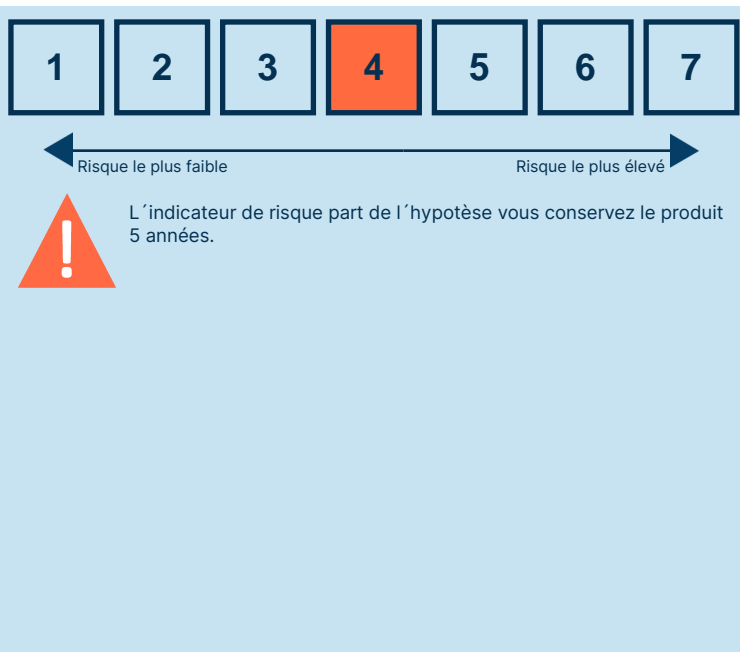 1 2 3 4 5 6 7
Risque le plus faible Risque le plus élevé
L´indicateur de risque part de l´hypotèse vous conservez le produit
5 années.